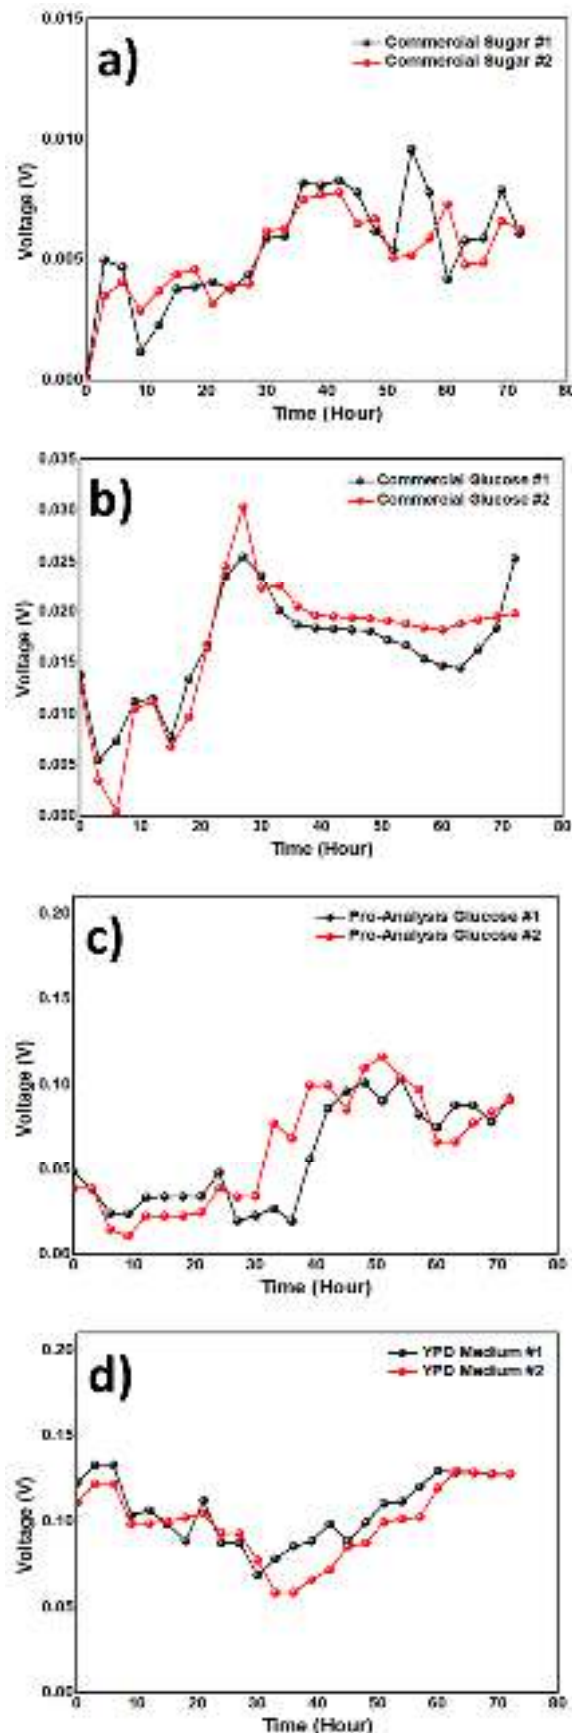 a)
0.015
Commercial Sugar #1
Commercial Sugar #2
0.010
0.005
0.000
Voltage (V)
0 10 20 30 40 50 60 70 80
Time (Hour)
b)
0.035
Commercial Glucose #1
Commercial Glucose #2
0.030
0.025
0.020
0.015
0.010
0.005
0.000
Voltage (V)
0 10 20 30 40 50 60 70 80
Time (Hour)
c)
0.20
Pro-Analysis Glucose #1
Pro-Analysis Glucose #2
0.15
0.10
0.05
0.00
Voltage (V)
0 10 20 30 40 50 60 70 80
Time (Hour)
d)
0.20
YPD Medium #1
YPD Medium #2
0.15
0.10
0.05
0.00
Voltage (V)
0 10 20 30 40 50 60 70 80
Time (Hour)